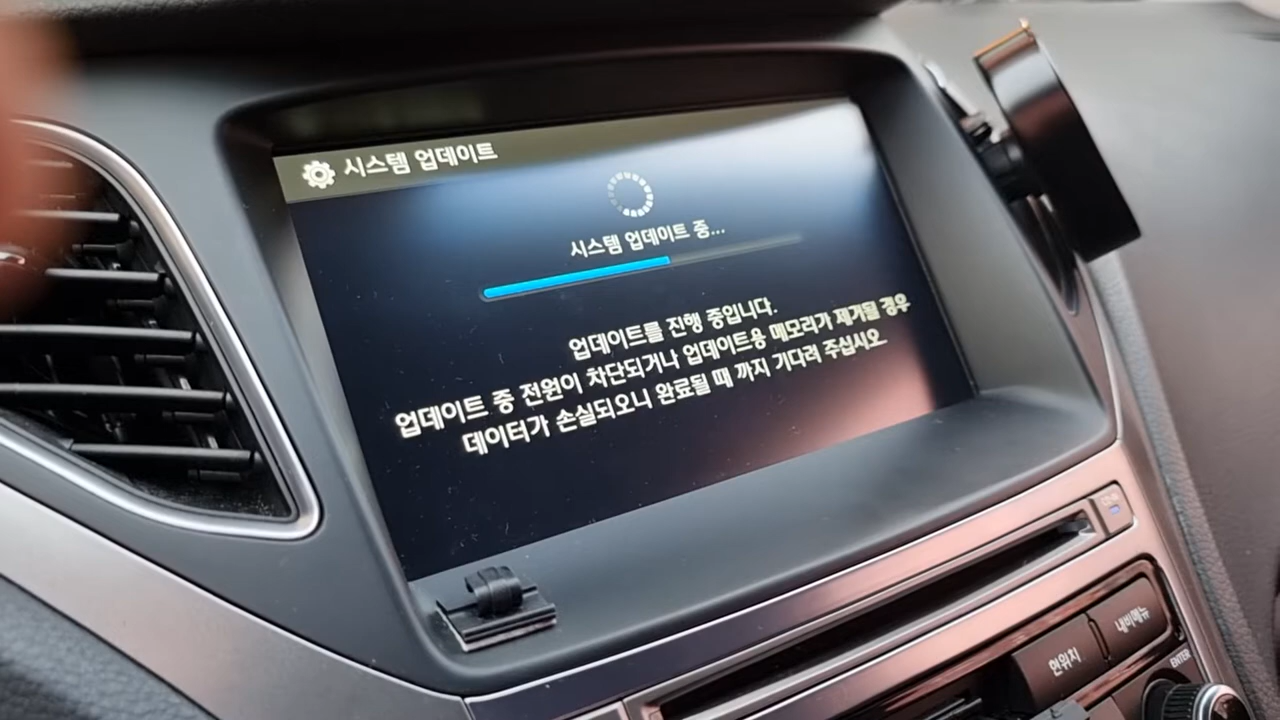 시스템 업데이트
시스템 업데이트 중...
업데이트를 진행 중입니다.
업데이트 중 전원이 차단되거나 업데이트용 메모리가 제거될 경우
데이터가 손실되오니 완료될 때 까지 기다려 주십시오.
내비메뉴
현위치
ENTER